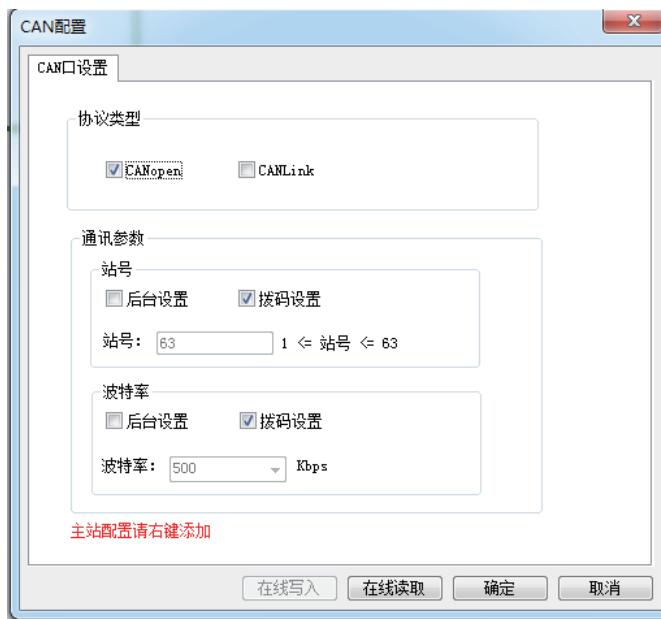 CAN配置
CAN口设置
协议类型
CANopen CANLink
通讯参数
站号
后台设置 拨码设置
站号: 63 1 <= 站号 <= 63
波特率
后台设置 拨码设置
波特率: 500 Kbps
主站配置请右键添加
在线写入 在线读取 确定 取消